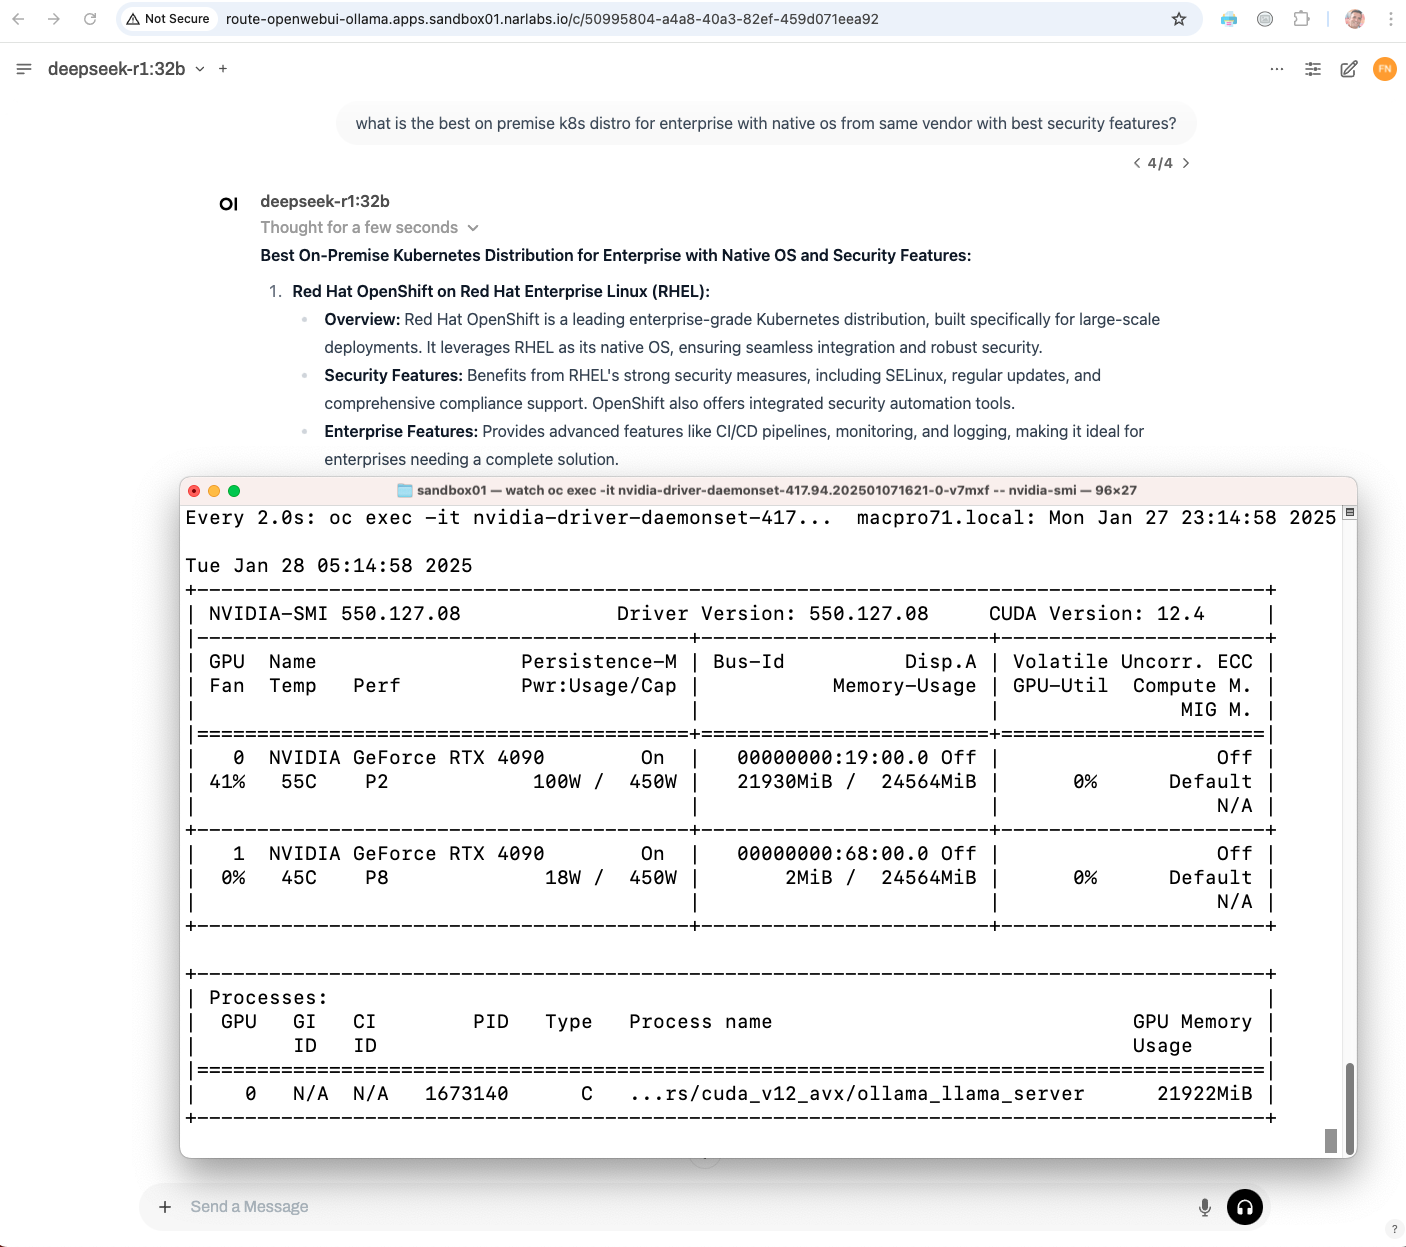 Not Secure route-openwebui-ollama.apps.sandbox01.narlabs.io/c/50995804-a4a8-40a3-82ef-459d071eea92
deepseek-r1:32b +
FN
what is the best on premise k8s distro for enterprise with native os from same vendor with best security features?
< 4/4 >
OI deepseek-r1:32b
Thought for a few seconds
Best On-Premise Kubernetes Distribution for Enterprise with Native OS and Security Features:
1. Red Hat OpenShift on Red Hat Enterprise Linux (RHEL):
• Overview: Red Hat OpenShift is a leading enterprise-grade Kubernetes distribution, built specifically for large-scale
deployments. It leverages RHEL as its native OS, ensuring seamless integration and robust security.
• Security Features: Benefits from RHEL's strong security measures, including SELinux, regular updates, and
comprehensive compliance support. OpenShift also offers integrated security automation tools.
• Enterprise Features: Provides advanced features like CI/CD pipelines, monitoring, and logging, making it ideal for
enterprises needing a complete solution.
sandbox01 — watch oc exec -it nvidia-driver-daemonset-417.94.202501071621-0-v7mxf -- nvidia-smi — 96×27
Every 2.0s: oc exec -it nvidia-driver-daemonset-417... macpro71.local: Mon Jan 27 23:14:58 2025
Tue Jan 28 05:14:58 2025
+-----------------------------------------------------------------------------------------+
| NVIDIA-SMI 550.127.08             Driver Version: 550.127.08     CUDA Version: 12.4     |
|-----------------------------------------+------------------------+----------------------+
| GPU  Name                 Persistence-M | Bus-Id          Disp.A | Volatile Uncorr. ECC |
| Fan  Temp   Perf          Pwr:Usage/Cap |           Memory-Usage | GPU-Util  Compute M. |
|                                         |                        |               MIG M. |
|=========================================+========================+======================|
|   0  NVIDIA GeForce RTX 4090        On  |   00000000:19:00.0 Off |                  Off |
| 41%   55C    P2            100W /  450W |   21930MiB /  24564MiB |      0%      Default |
|                                         |                        |                  N/A |
+-----------------------------------------+------------------------+----------------------+
|   1  NVIDIA GeForce RTX 4090        On  |   00000000:68:00.0 Off |                  Off |
|  0%   45C    P8             18W /  450W |       2MiB /  24564MiB |      0%      Default |
|                                         |                        |                  N/A |
+-----------------------------------------+------------------------+----------------------+
+-----------------------------------------------------------------------------------------+
| Processes:                                                                              |
|  GPU   GI   CI        PID   Type   Process name                              GPU Memory |
|        ID   ID                                                               Usage      |
|=========================================================================================|
|    0   N/A  N/A   1673140      C   ...rs/cuda_v12_avx/ollama_llama_server      21922MiB |
+-----------------------------------------------------------------------------------------+
+ Send a Message
?